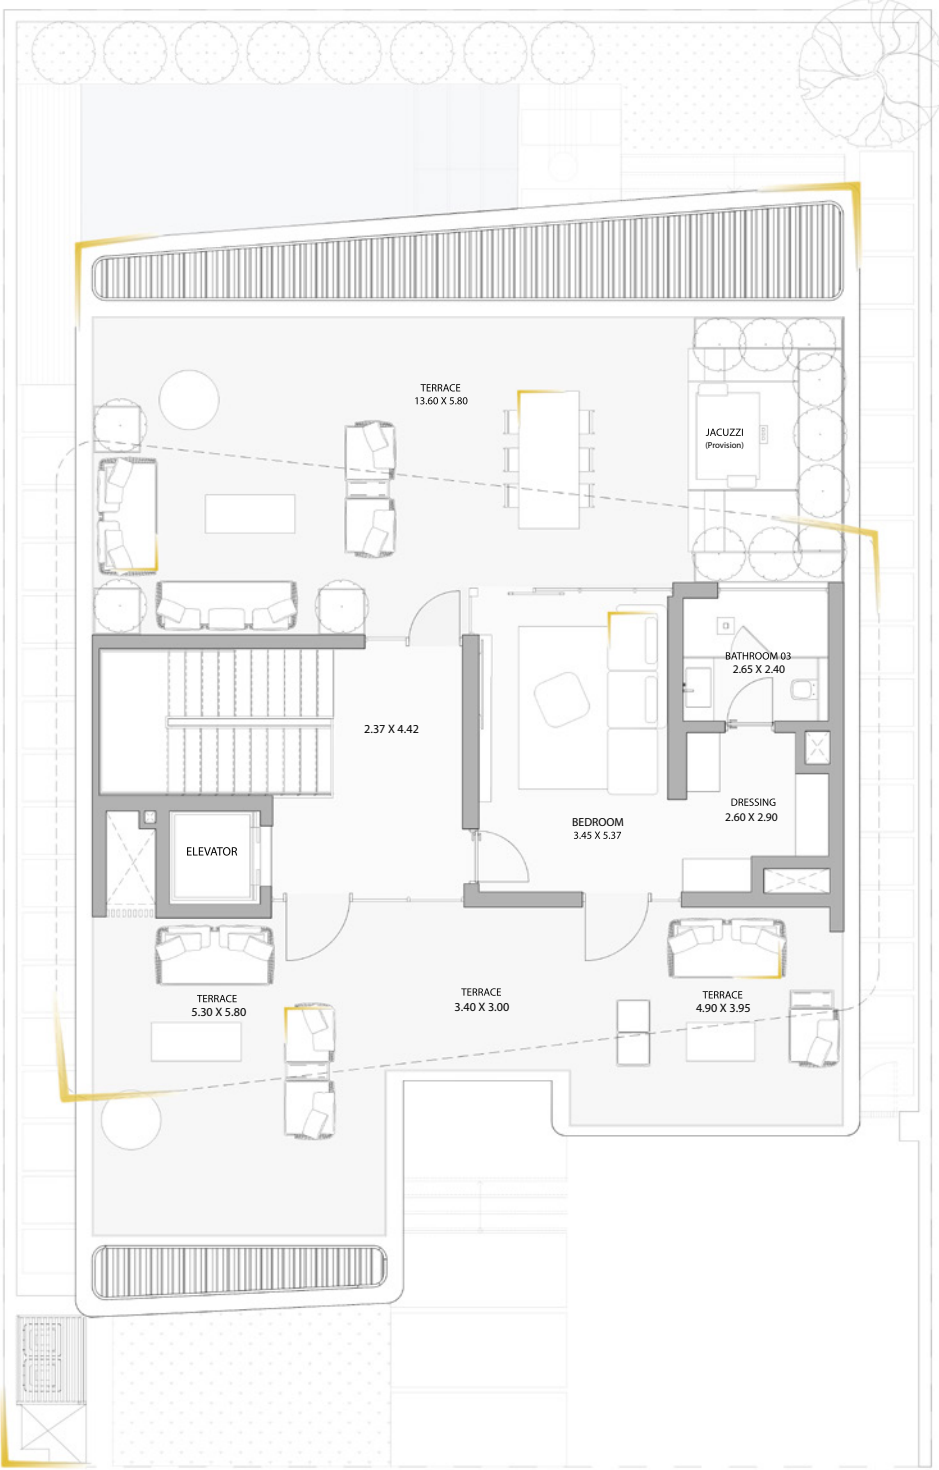 TERRACE
13.60 X 5.80
JACUZZI
(Provision)
BATHROOM 03
2.65 X 2.40
2.37 X 4.42
DRESSING
2.60 X 2.90
BEDROOM
3.45 X 5.37
ELEVATOR
TERRACE
5.30 X 5.80
TERRACE
3.40 X 3.00
TERRACE
4.90 X 3.95